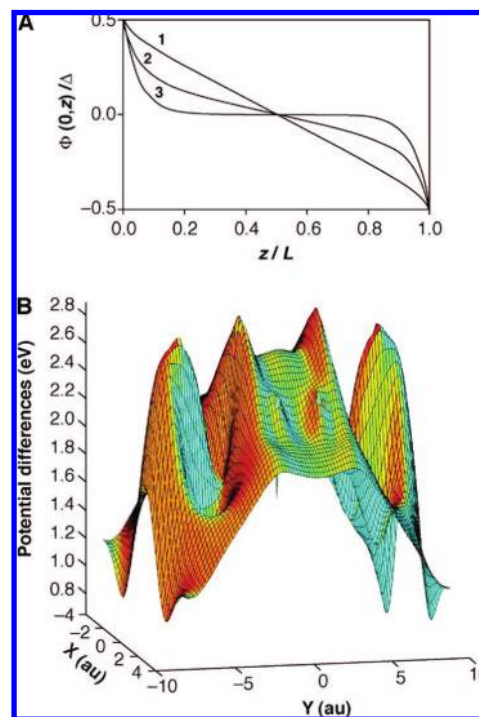 A
0.5
0.0
−0.5
Φ (0,z) /Δ
1
2
3
0.0 0.2 0.4 0.6 0.8 1.0
z / L
B
2.8
2.6
2.4
2.2
2.0
1.8
1.6
1.4
1.2
1.0
0.8
Potential differences (eV)
−4
−2
0
2
4
X (au)
−10 −5 0 5 10
Y (au)